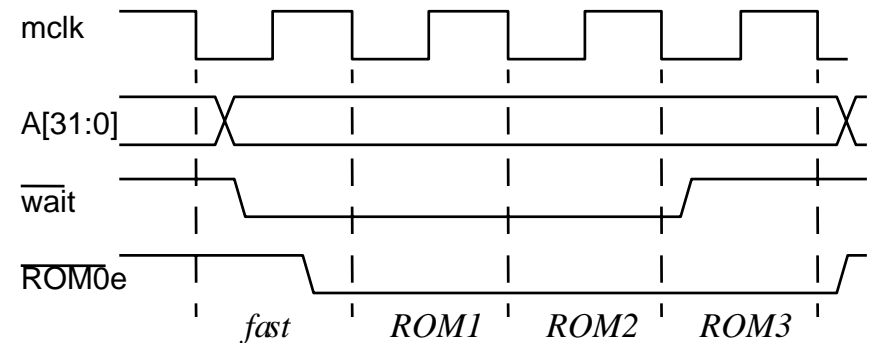 mclk
A[31:0]
wait
ROM0e
fast ROM1 ROM2 ROM3